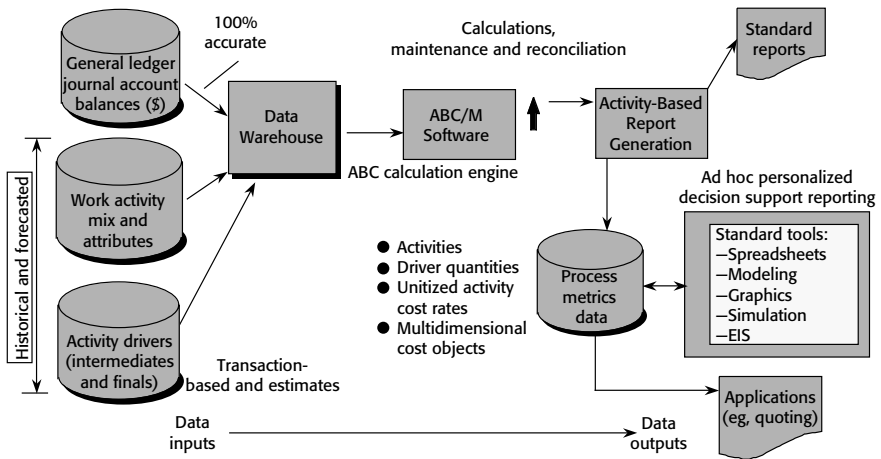 100%
accurate
General ledger
journal account
balances ($)
Work activity
mix and
attributes
Activity drivers
(intermediates
and finals)
Historical and forecasted
Transaction-
based and estimates
Data
Warehouse
ABC/M
Software
ABC calculation engine
Calculations,
maintenance and reconciliation
Activity-Based
Report
Generation
Standard
reports
Ad hoc personalized
decision support reporting
Standard tools:
—Spreadsheets
—Modeling
—Graphics
—Simulation
—EIS
● Activities
● Driver quantities
● Unitized activity
cost rates
● Multidimensional
cost objects
Process
metrics
data
Applications
(eg, quoting)
Data
inputs
Data
outputs